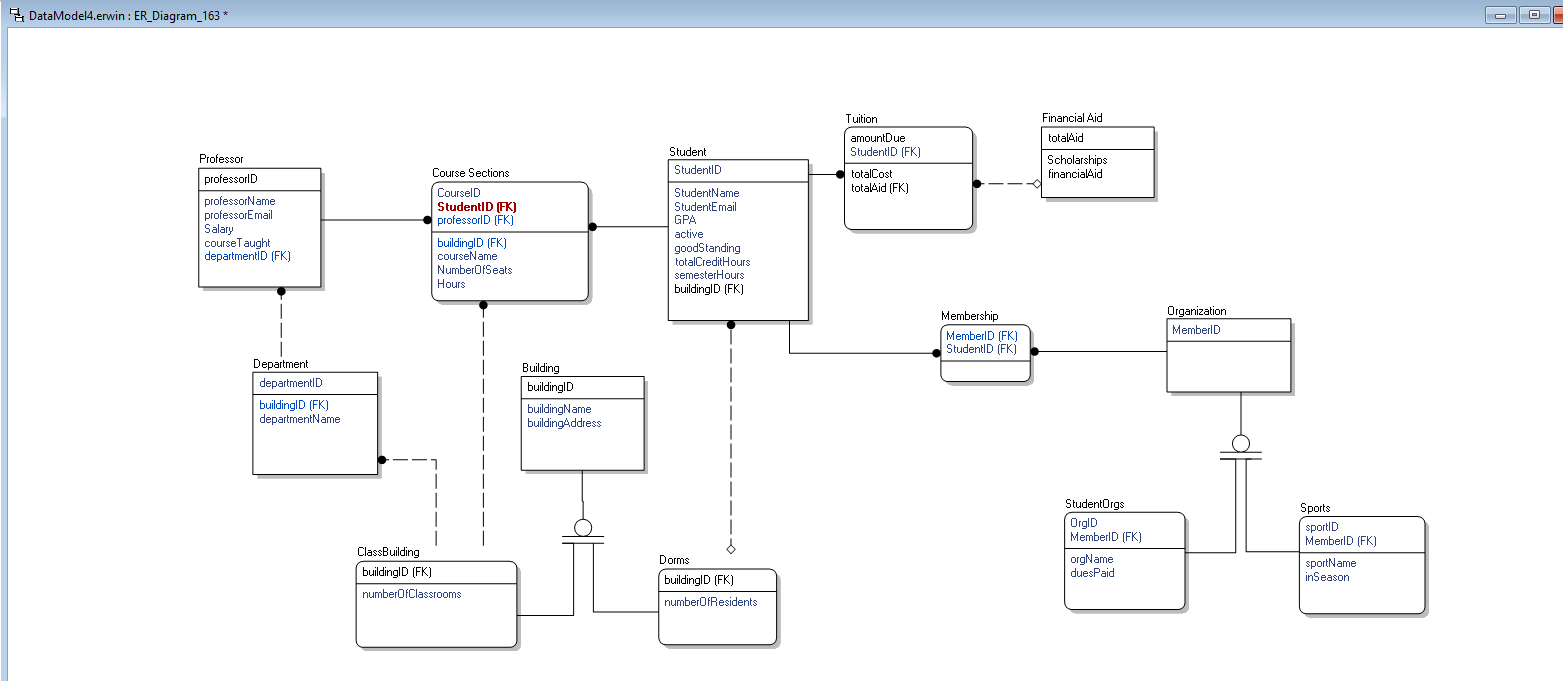 DataModel4.erwin : ER_Diagram_163 *
Professor
professorID
professorName
professorEmail
Salary
courseTaught
departmentID (FK)
Course Sections
CourseID
StudentID (FK)
professorID (FK)
buildingID (FK)
courseName
NumberOfSeats
Hours
Student
StudentID
StudentName
StudentEmail
GPA
active
goodStanding
totalCreditHours
semesterHours
buildingID (FK)
Tuition
amountDue
StudentID (FK)
totalCost
totalAid (FK)
Financial Aid
totalAid
Scholarships
financialAid
Department
departmentID
buildingID (FK)
departmentName
Building
buildingID
buildingName
buildingAddress
Membership
MemberID (FK)
StudentID (FK)
Organization
MemberID
ClassBuilding
buildingID (FK)
numberOfClassrooms
Dorms
buildingID (FK)
numberOfResidents
StudentOrgs
OrgID
MemberID (FK)
orgName
duesPaid
Sports
sportID
MemberID (FK)
sportName
inSeason